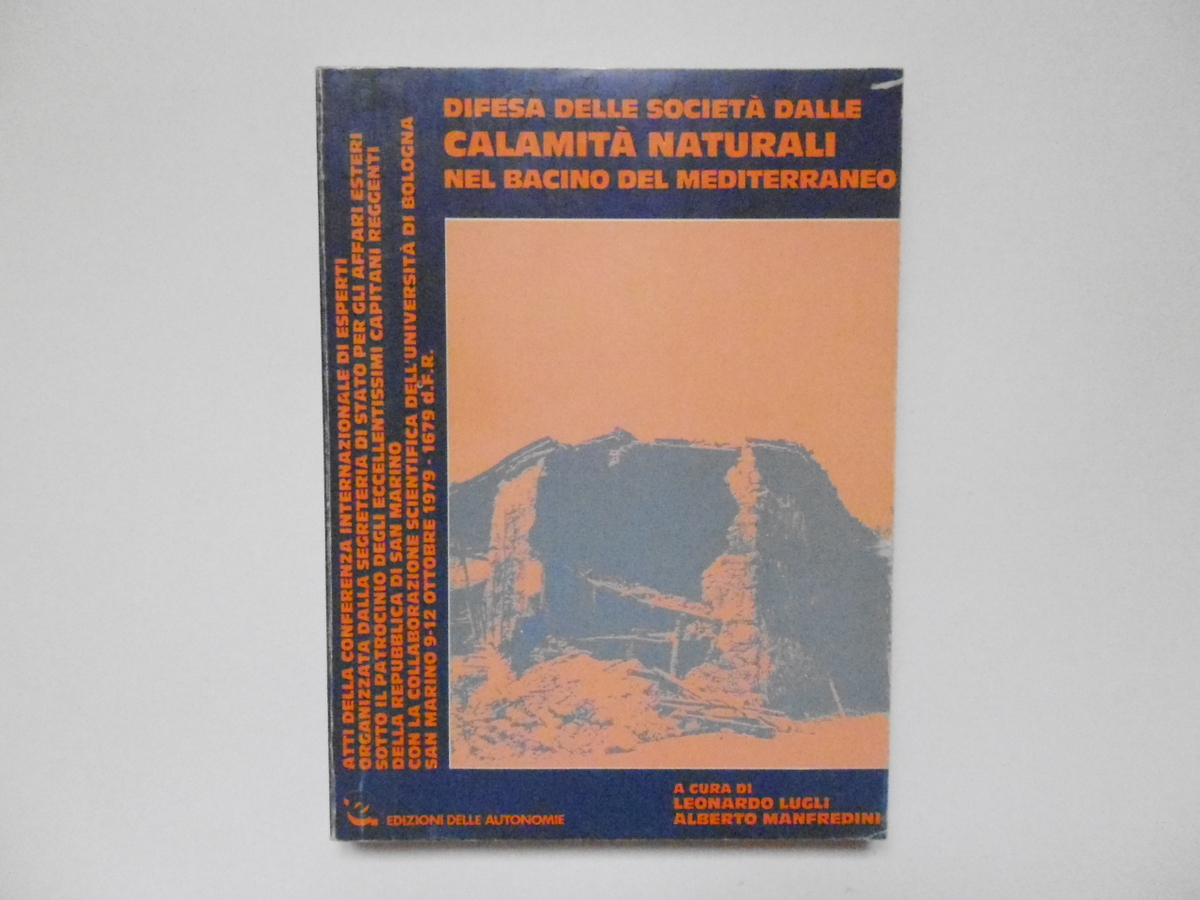 DIFESA DELLE SOCIETÀ DALLE
CALAMITÀ NATURALI
NEL BACINO DEL MEDITERRANEO
ATTI DELLA CONFERENZA INTERNAZIONALE DI ESPERTI
ORGANIZZATA DALLA SEGRETERIA DI STATO PER GLI AFFARI ESTERI
SOTTO IL PATROCINIO DEGLI ECCELLENTISSIMI CAPITANI REGGENTI
DELLA REPUBBLICA DI SAN MARINO
CON LA COLLABORAZIONE SCIENTIFICA DELL'UNIVERSITÀ DI BOLOGNA
SAN MARINO 9-12 OTTOBRE 1979 - 1679 d.F.R.
A CURA DI
LEONARDO LUGLI
ALBERTO MANFREDINI
EDIZIONI DELLE AUTONOMIE